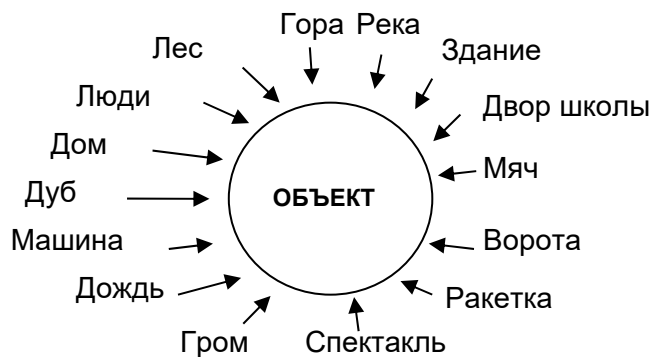 Гора Река
Лес
Здание
Люди
Двор школы
Дом
Мяч
Дуб
ОБЪЕКТ
Машина
Ворота
Дождь
Ракетка
Гром
Спектакль